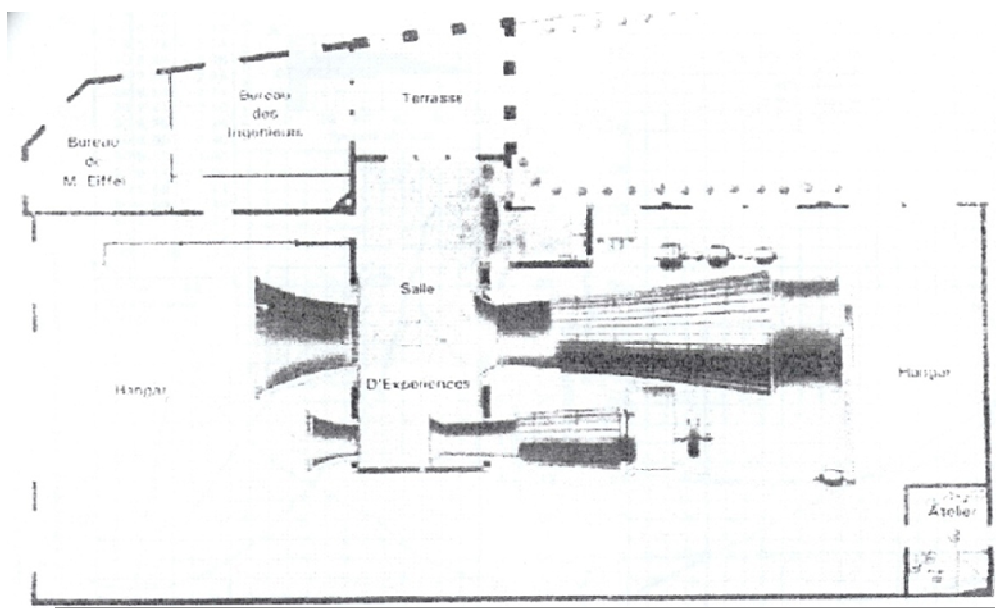 Terrasse
Bureau
des
Ingénieurs
Bureau
de
M. Eiffel
Salle
D'Expériences
Hangar
Hangar
Atelier